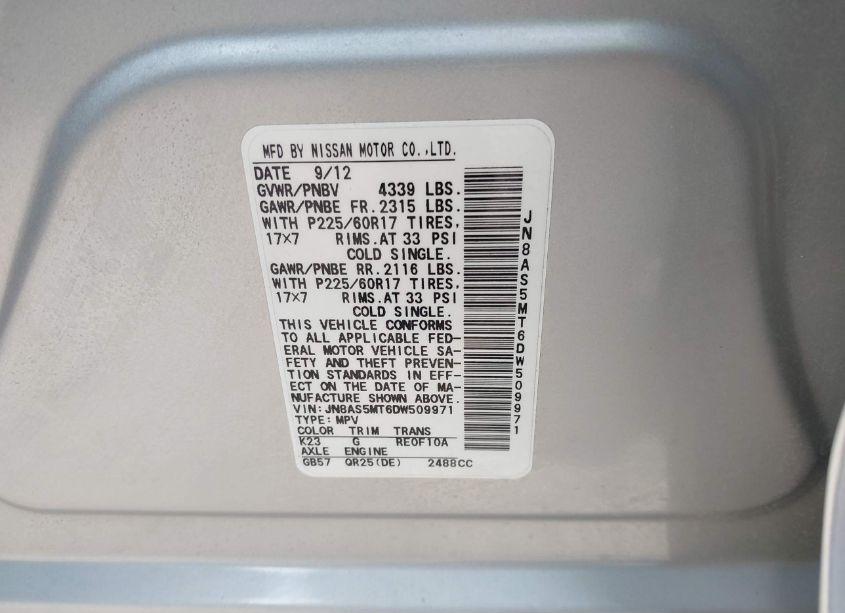 MFD BY NISSAN MOTOR CO.,LTD.
DATE 9/12
GVWR/PNBV 4339 LBS.
GAWR/PNBE FR.2315 LBS.
WITH P225/60R17 TIRES,
17×7 RIMS.AT 33 PSI
COLD SINGLE.
GAWR/PNBE RR.2116 LBS.
WITH P225/60R17 TIRES,
17×7 RIMS.AT 33 PSI
COLD SINGLE.
THIS VEHICLE CONFORMS
TO ALL APPLICABLE FED-
ERAL MOTOR VEHICLE SA-
FETY AND THEFT PREVEN-
TION STANDARDS IN EFF-
ECT ON THE DATE OF MA-
NUFACTURE SHOWN ABOVE.
VIN:JN8AS5MT6DW509971
TYPE:MPV
COLOR TRIM TRANS
K23 G RE0F10A
AXLE ENGINE
GB57 QR25(DE) 2488CC
JN8AS5MT6DW509971